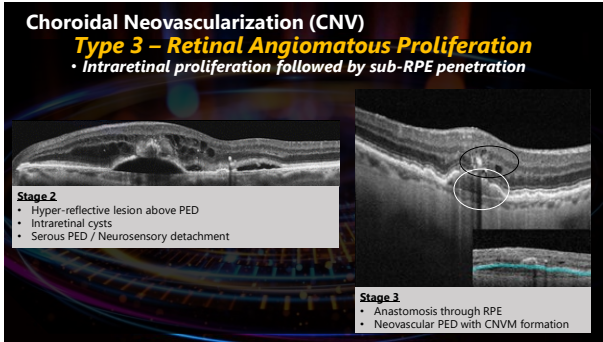 Choroidal Neovascularization (CNV)
Type 3 – Retinal Angiomatous Proliferation
• Intraretinal proliferation followed by sub-RPE penetration
Stage 2
• Hyper-reflective lesion above PED
• Intraretinal cysts
• Serous PED / Neurosensory detachment
Stage 3
• Anastomosis through RPE
• Neovascular PED with CNVM formation